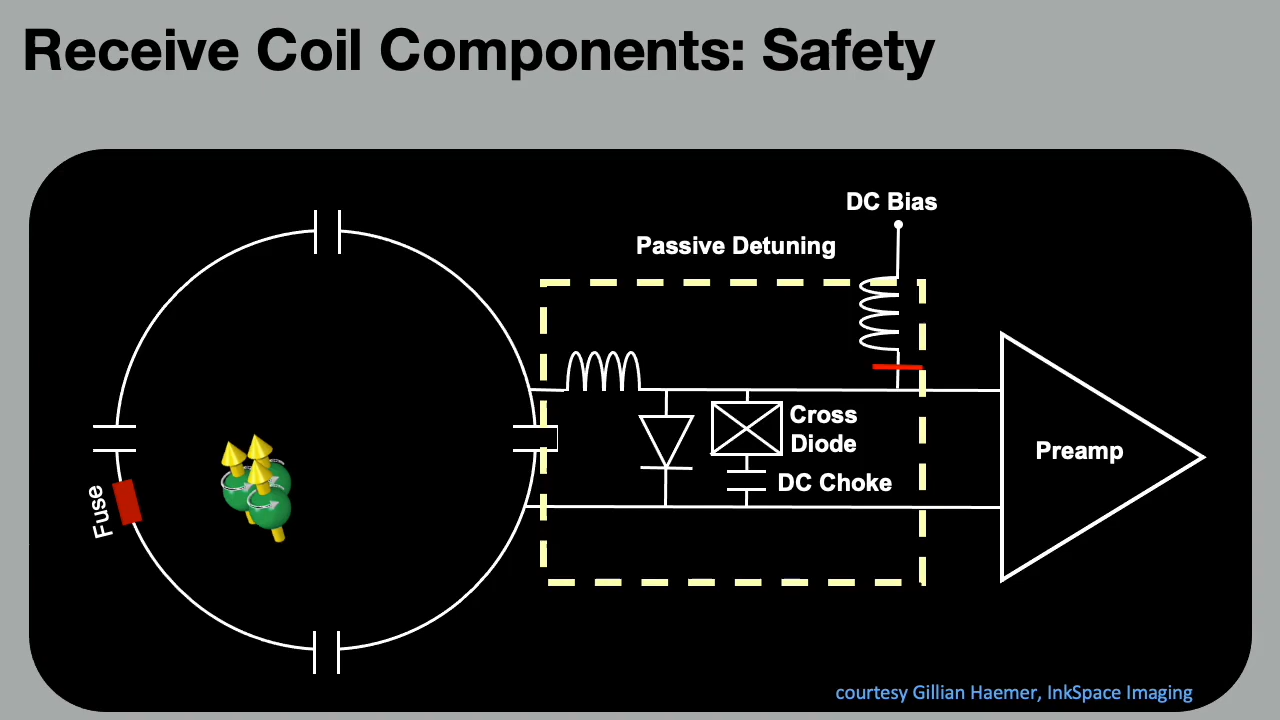 Receive Coil Components: Safety
DC Bias
Passive Detuning
Cross
Diode
DC Choke
Preamp
Fuse
courtesy Gillian Haemer, InkSpace Imaging